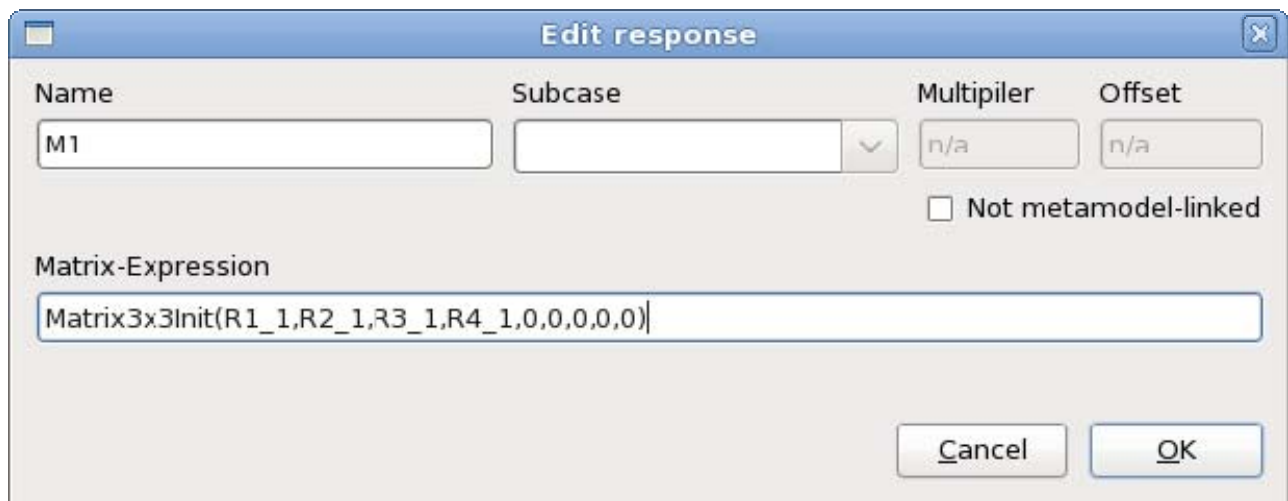 Edit response
Name Subcase Multipiler Offset
M1 n/a n/a
Not metamodel-linked
Matrix-Expression
Matrix3x3Init(R1_1,R2_1,R3_1,R4_1,0,0,0,0,0)
Cancel OK